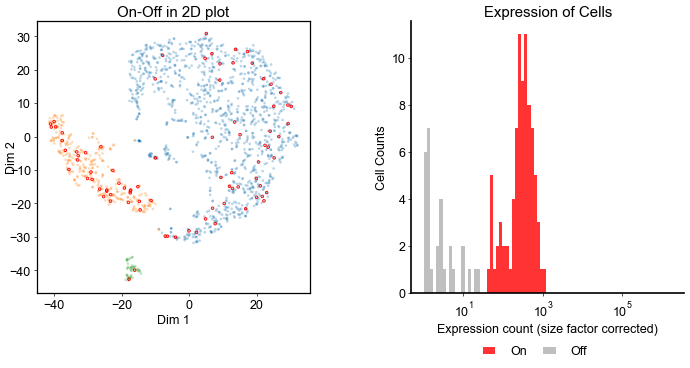 On-Off in 2D plot
30
20
10
0
−10
−20
−30
−40
Dim 2
−40
−20
0
20
Dim 1
Expression of Cells
10
8
6
4
2
0
Cell Counts
10^1
10^3
10^5
Expression count (size factor corrected)
On
Off